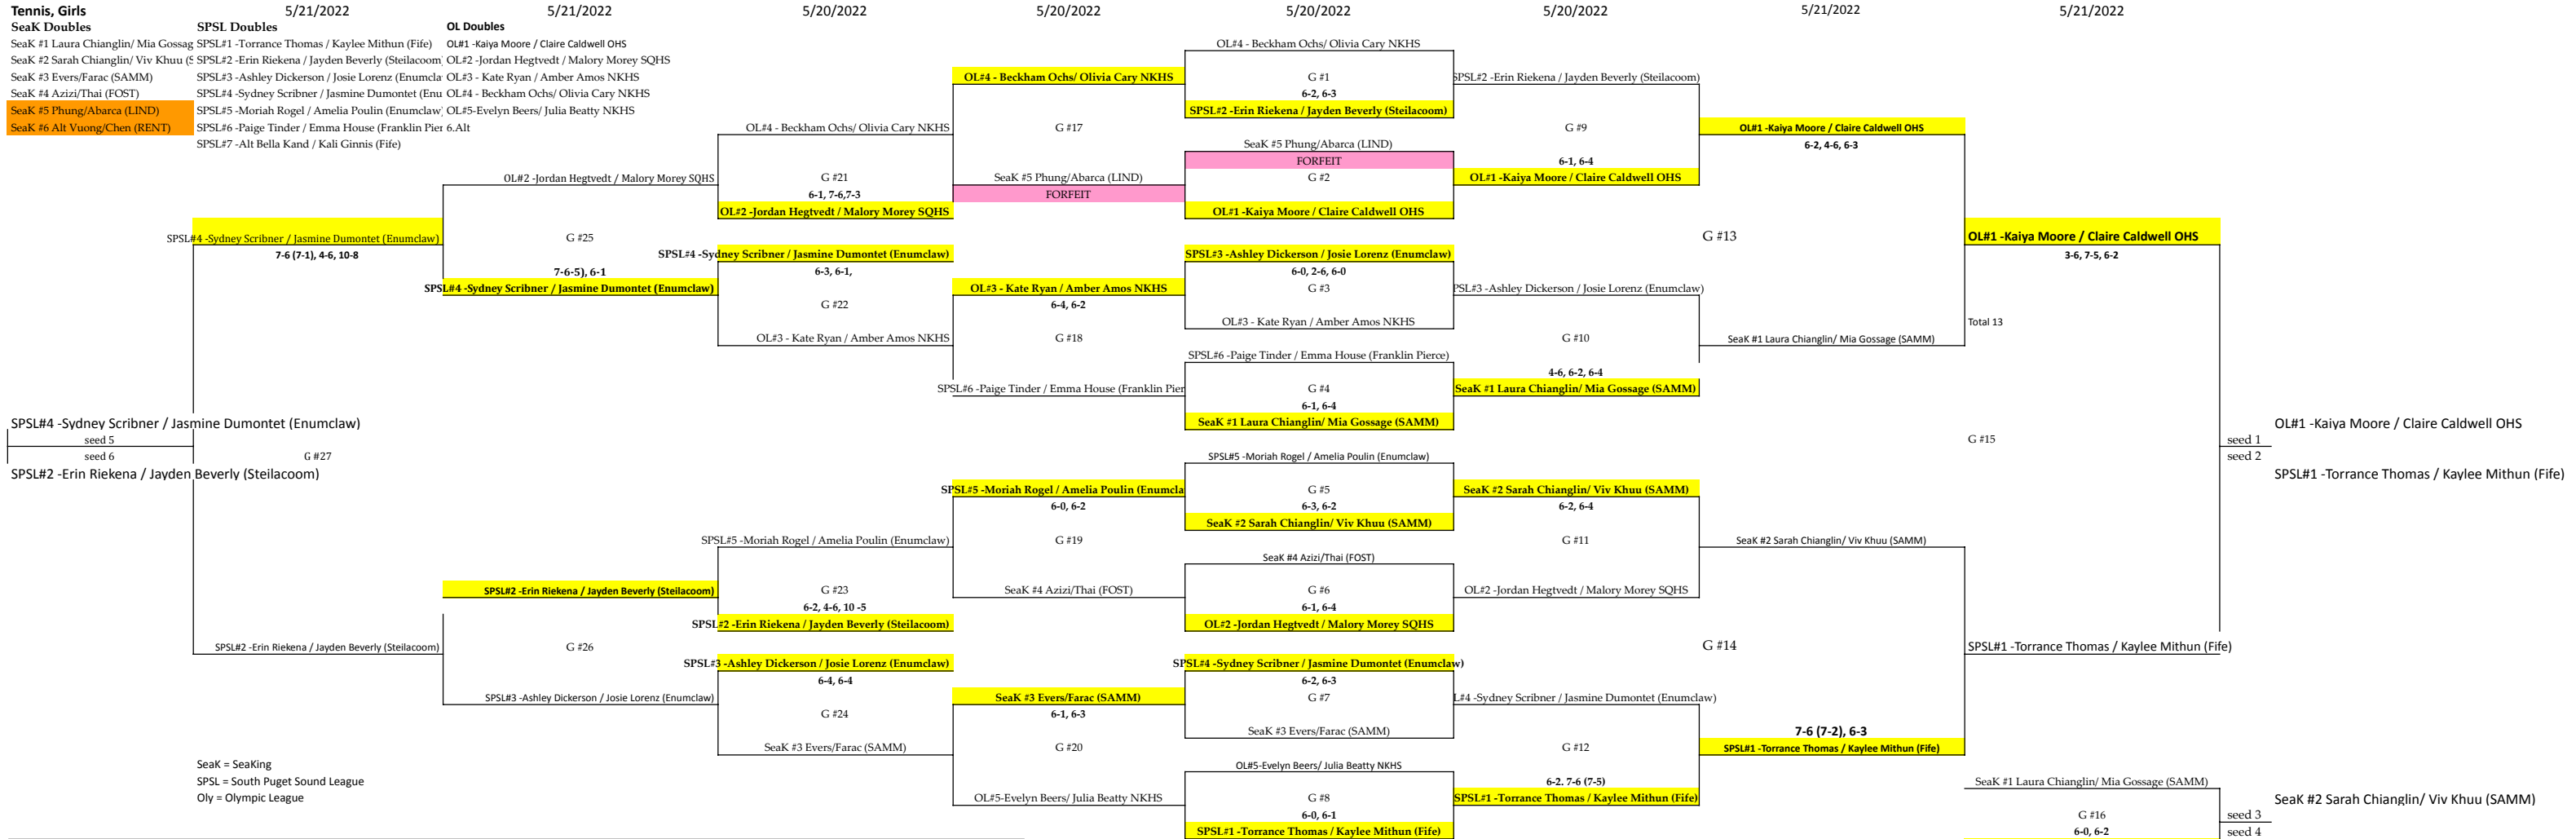 Tennis, Girls 5/21/2022 5/21/2022 5/20/2022 5/20/2022 5/20/2022 5/20/2022 5/21/2022 5/21/2022
SeaK Doubles SPSL Doubles OL Doubles
SeaK #1 Laura Chianglin/ Mia Gossag SPSL#1 -Torrance Thomas / Kaylee Mithun (Fife) OL#1 -Kaiya Moore / Claire Caldwell OHS
SeaK #2 Sarah Chianglin/ Viv Khuu (S SPSL#2 -Erin Riekena / Jayden Beverly (Steilacoom) OL#2 -Jordan Hegtvedt / Malory Morey SQHS
SeaK #3 Evers/Farac (SAMM) SPSL#3 -Ashley Dickerson / Josie Lorenz (Enumcla OL#3 - Kate Ryan / Amber Amos NKHS
SeaK #4 Azizi/Thai (FOST) SPSL#4 -Sydney Scribner / Jasmine Dumontet (Enu OL#4 - Beckham Ochs/ Olivia Cary NKHS
SeaK #5 Phung/Abarca (LIND) SPSL#5 -Moriah Rogel / Amelia Poulin (Enumclaw) OL#5-Evelyn Beers/ Julia Beatty NKHS
SeaK #6 Alt Vuong/Chen (RENT) SPSL#6 -Paige Tinder / Emma House (Franklin Pier 6.Alt
SPSL#7 -Alt Bella Kand / Kali Ginnis (Fife)
SPSL#4 -Sydney Scribner / Jasmine Dumontet (Enumclaw)
7-6 (7-1), 4-6, 10-8
SPSL#4 -Sydney Scribner / Jasmine Dumontet (Enumclaw)
seed 5
seed 6
G #27
SPSL#2 -Erin Riekena / Jayden Beverly (Steilacoom)
SPSL#2 -Erin Riekena / Jayden Beverly (Steilacoom)
SeaK = SeaKing
SPSL = South Puget Sound League
Oly = Olympic League
OL#2 -Jordan Hegtvedt / Malory Morey SQHS
G #25
7-6-5), 6-1
SPSL#4 -Sydney Scribner / Jasmine Dumontet (Enumclaw)
SPSL#2 -Erin Riekena / Jayden Beverly (Steilacoom)
G #26
SPSL#3 -Ashley Dickerson / Josie Lorenz (Enumclaw)
OL#4 - Beckham Ochs/ Olivia Cary NKHS
G #21
6-1, 7-6,7-3
OL#2 -Jordan Hegtvedt / Malory Morey SQHS
SPSL#4 -Sydney Scribner / Jasmine Dumontet (Enumclaw)
6-3, 6-1,
G #22
OL#3 - Kate Ryan / Amber Amos NKHS
SPSL#5 -Moriah Rogel / Amelia Poulin (Enumclaw)
G #23
6-2, 4-6, 10 -5
SPSL#2 -Erin Riekena / Jayden Beverly (Steilacoom)
SPSL#3 -Ashley Dickerson / Josie Lorenz (Enumclaw)
6-4, 6-4
G #24
SeaK #3 Evers/Farac (SAMM)
OL#4 - Beckham Ochs/ Olivia Cary NKHS
G #17
SeaK #5 Phung/Abarca (LIND)
FORFEIT
OL#3 - Kate Ryan / Amber Amos NKHS
6-4, 6-2
G #18
SPSL#6 -Paige Tinder / Emma House (Franklin Pier
SPSL#5 -Moriah Rogel / Amelia Poulin (Enumcla
6-0, 6-2
G #19
SeaK #4 Azizi/Thai (FOST)
SeaK #3 Evers/Farac (SAMM)
6-1, 6-3
G #20
OL#5-Evelyn Beers/ Julia Beatty NKHS
OL#4 - Beckham Ochs/ Olivia Cary NKHS
G #1
6-2, 6-3
SPSL#2 -Erin Riekena / Jayden Beverly (Steilacoom)
SeaK #5 Phung/Abarca (LIND)
FORFEIT
G #2
OL#1 -Kaiya Moore / Claire Caldwell OHS
SPSL#3 -Ashley Dickerson / Josie Lorenz (Enumclaw)
6-0, 2-6, 6-0
G #3
OL#3 - Kate Ryan / Amber Amos NKHS
SPSL#6 -Paige Tinder / Emma House (Franklin Pierce)
G #4
6-1, 6-4
SeaK #1 Laura Chianglin/ Mia Gossage (SAMM)
SPSL#5 -Moriah Rogel / Amelia Poulin (Enumclaw)
G #5
6-3, 6-2
SeaK #2 Sarah Chianglin/ Viv Khuu (SAMM)
SeaK #4 Azizi/Thai (FOST)
G #6
6-1, 6-4
OL#2 -Jordan Hegtvedt / Malory Morey SQHS
SPSL#4 -Sydney Scribner / Jasmine Dumontet (Enumclaw)
6-2, 6-3
G #7
SeaK #3 Evers/Farac (SAMM)
OL#5-Evelyn Beers/ Julia Beatty NKHS
G #8
6-0, 6-1
SPSL#1 -Torrance Thomas / Kaylee Mithun (Fife)
SPSL#2 -Erin Riekena / Jayden Beverly (Steilacoom)
G #9
6-1, 6-4
OL#1 -Kaiya Moore / Claire Caldwell OHS
PSL#3 -Ashley Dickerson / Josie Lorenz (Enumclaw)
G #10
4-6, 6-2, 6-4
SeaK #1 Laura Chianglin/ Mia Gossage (SAMM)
SeaK #2 Sarah Chianglin/ Viv Khuu (SAMM)
6-2, 6-4
G #11
OL#2 -Jordan Hegtvedt / Malory Morey SQHS
L#4 -Sydney Scribner / Jasmine Dumontet (Enumclaw)
G #12
6-2. 7-6 (7-5)
SPSL#1 -Torrance Thomas / Kaylee Mithun (Fife)
OL#1 -Kaiya Moore / Claire Caldwell OHS
6-2, 4-6, 6-3
G #13
SeaK #1 Laura Chianglin/ Mia Gossage (SAMM)
SeaK #2 Sarah Chianglin/ Viv Khuu (SAMM)
G #14
7-6 (7-2), 6-3
SPSL#1 -Torrance Thomas / Kaylee Mithun (Fife)
OL#1 -Kaiya Moore / Claire Caldwell OHS
3-6, 7-5, 6-2
Total 13
G #15
SPSL#1 -Torrance Thomas / Kaylee Mithun (Fife)
SeaK #1 Laura Chianglin/ Mia Gossage (SAMM)
G #16
6-0, 6-2
OL#1 -Kaiya Moore / Claire Caldwell OHS
seed 1
seed 2
SPSL#1 -Torrance Thomas / Kaylee Mithun (Fife)
SeaK #2 Sarah Chianglin/ Viv Khuu (SAMM)
seed 3
seed 4